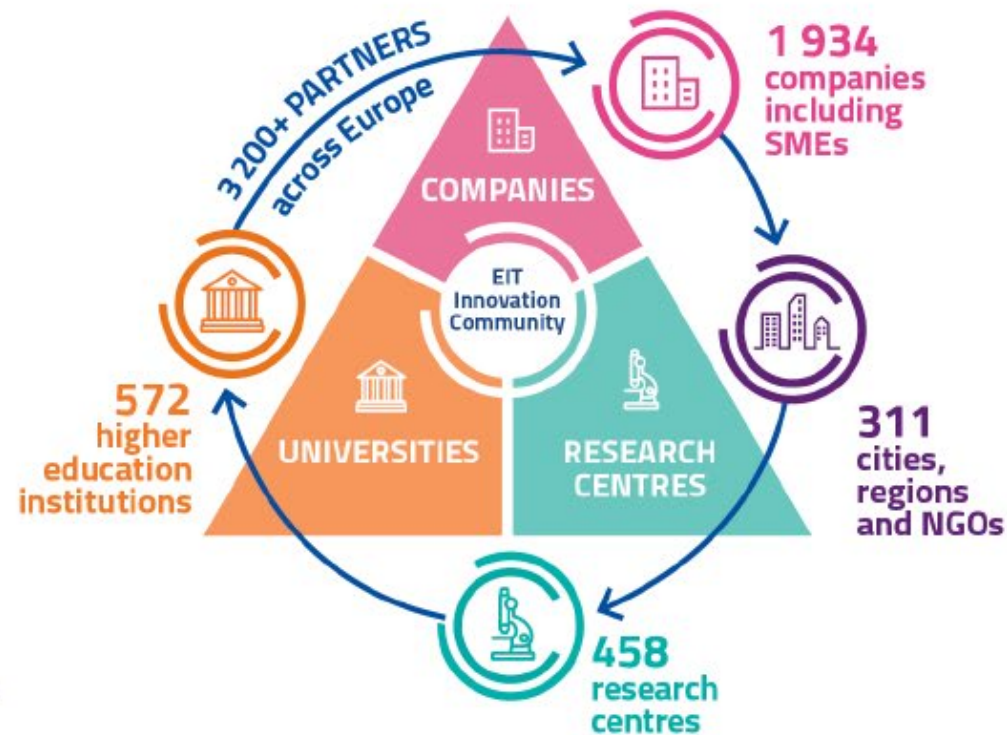 3 200+ PARTNERS
across Europe
1 934
companies
including
SMEs
COMPANIES
EIT
Innovation
Community
572
higher
education
institutions
UNIVERSITIES
RESEARCH
CENTRES
311
cities,
regions
and NGOs
458
research
centres